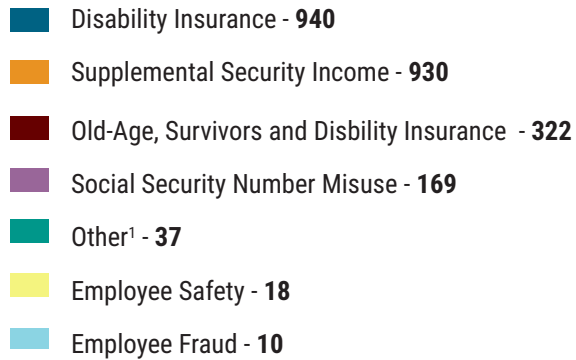 Disability Insurance - 940
Supplemental Security Income - 930
Old-Age, Survivors and Disbility Insurance - 322
Social Security Number Misuse - 169
Other¹ - 37
Employee Safety - 18
Employee Fraud - 10